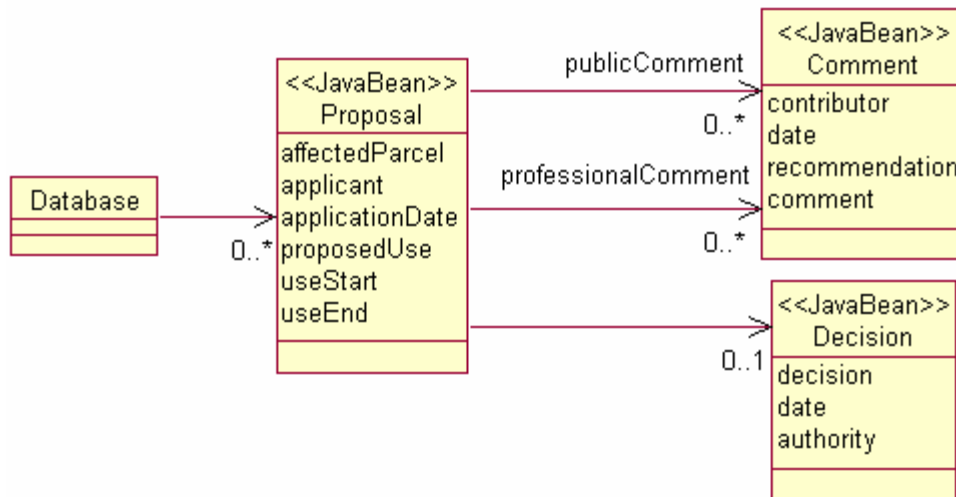 Database
0..*
<<JavaBean>>
Proposal
affectedParcel
applicant
applicationDate
proposedUse
useStart
useEnd
publicComment
0..*
professionalComment
0..*
0..1
<<JavaBean>>
Comment
contributor
date
recommendation
comment
<<JavaBean>>
Decision
decision
date
authority